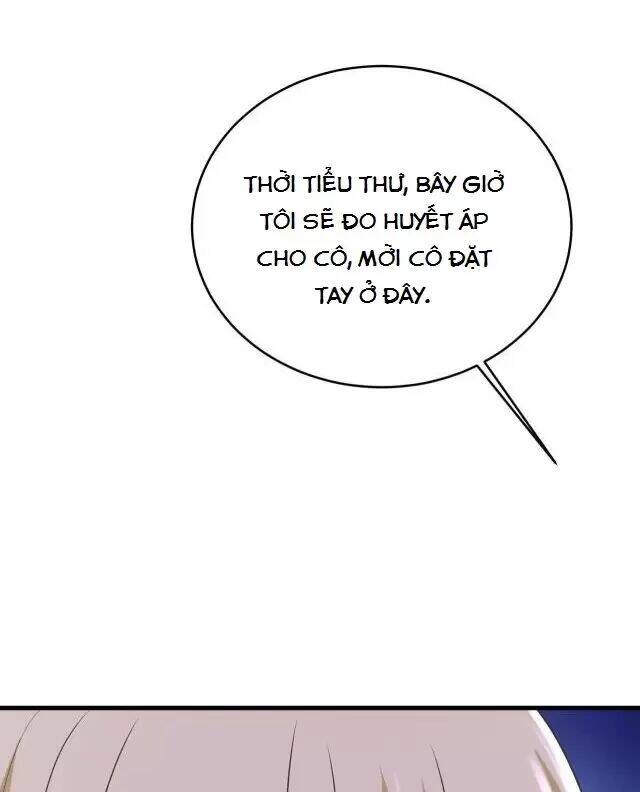 THỜI TIỂU THƯ, BÂY GIỜ
TÔI SẼ ĐO HUYẾT ÁP
CHO CÔ, MỜI CÔ ĐẶT
TAY Ở ĐÂY.